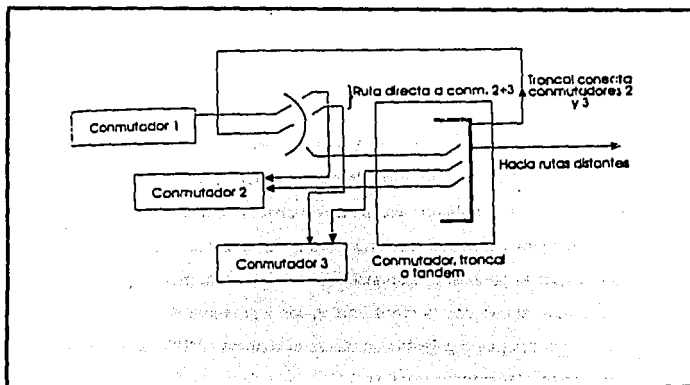 Troncal conecta
conmutadores 2
y 3
Ruta directa a conm. 2+3
Conmutador 1
Hacia rutas distantes
Conmutador 2
Conmutador 3
Conmutador, troncal
o tandem